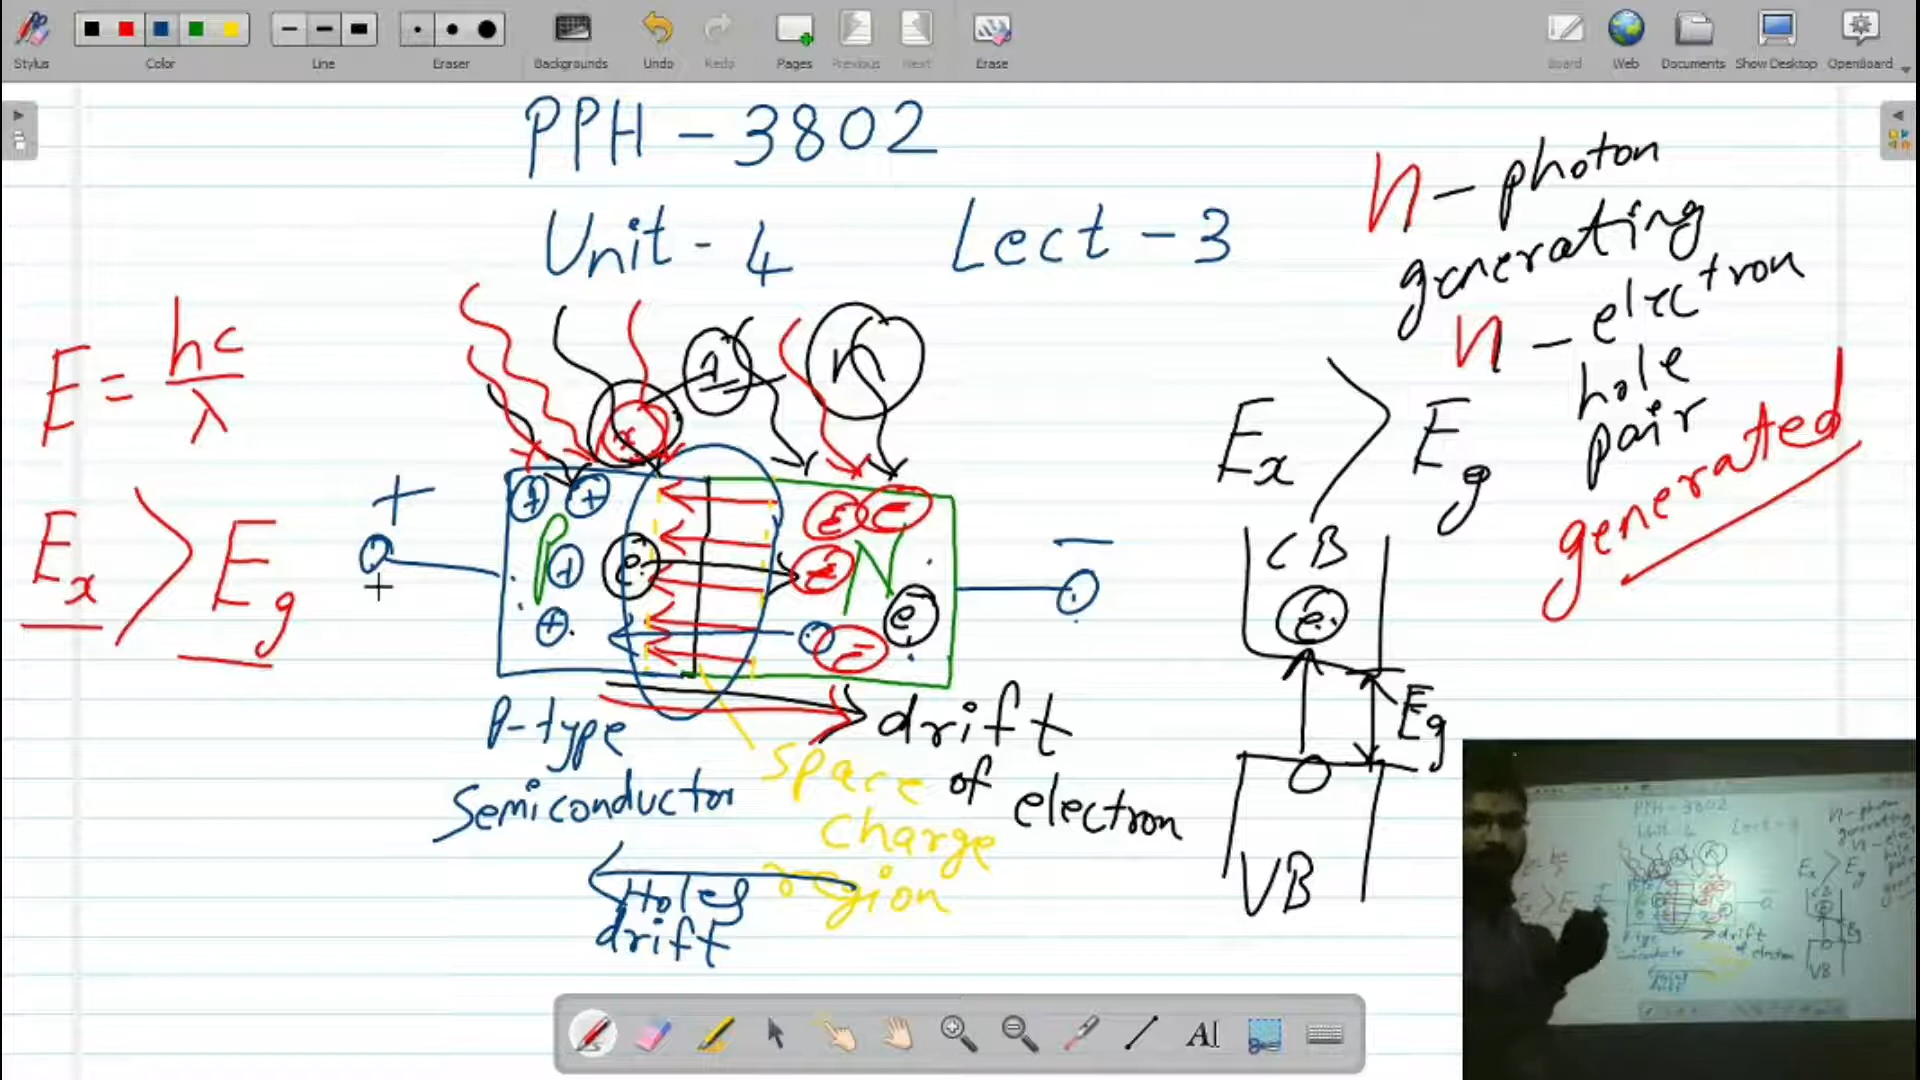 Stylus
Color
Line
Eraser
Backgrounds
Undo
Redo
Pages
Previous
Next
Erase
Board
Web
Documents
Show Desktop
OpenBoard
PPH - 3802
Unit - 4 Lect - 3
n - photon
generating
n - electron
hole
pair
generated
E = hc/λ
Ex > Eg
λ
n
x
+
-
P
N
+ +
+
+
e-
e-
Ex > Eg
CB
e-
Eg
VB
P-type
Semiconductor
drift
of electron
Space
Charge
region
Holes
drift
AI